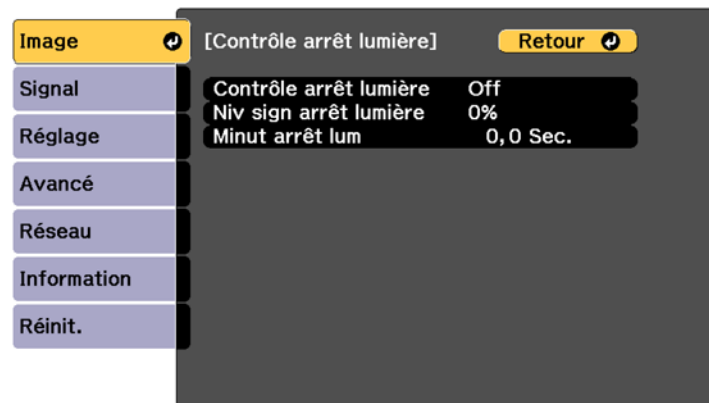 Image
[Contrôle arrêt lumière] Retour
Signal
Contrôle arrêt lumière Off
Niv sign arrêt lumière 0%
Réglage
Minut arrêt lum 0,0 Sec.
Avancé
Réseau
Information
Réinit.